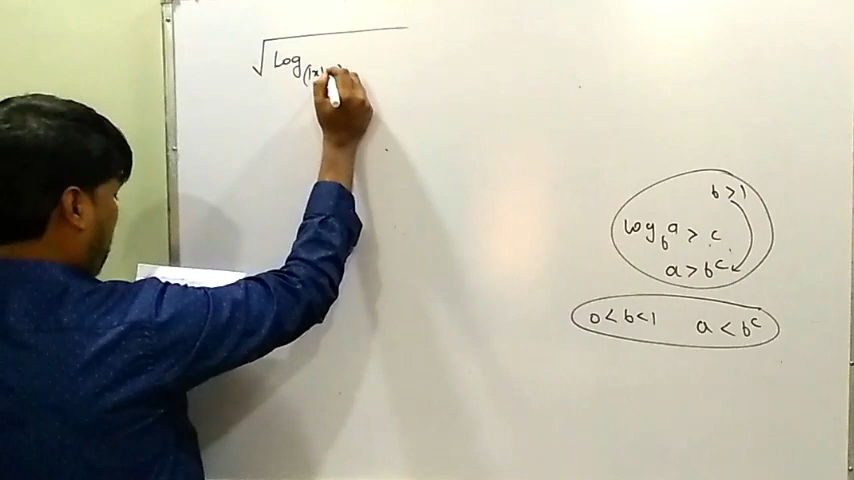 √ Log(|x|
b > 1
log_b a > c
a > b^c
0 < b < 1 a < b^c